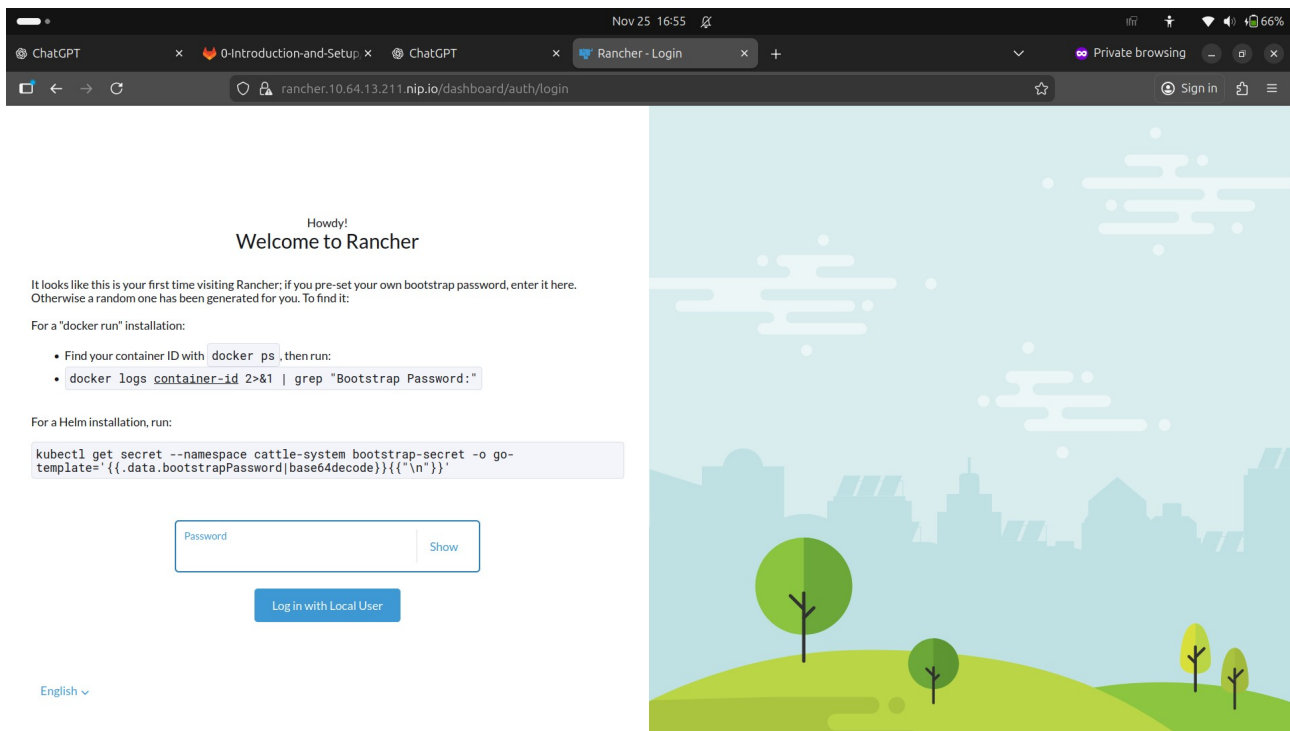 Nov 25 16:55
66%
ChatGPT
0-Introduction-and-Setup
ChatGPT
Rancher - Login
Private browsing
rancher.10.64.13.211.nip.io/dashboard/auth/login
Sign in
Howdy!
Welcome to Rancher
It looks like this is your first time visiting Rancher; if you pre-set your own bootstrap password, enter it here.
Otherwise a random one has been generated for you. To find it:
For a "docker run" installation:
Find your container ID with docker ps , then run:
docker logs container-id 2>&1 | grep "Bootstrap Password:"
For a Helm installation, run:
kubectl get secret --namespace cattle-system bootstrap-secret -o go-
template='{{.data.bootstrapPassword|base64decode}}{{"\n"}}'
Password
Show
Log in with Local User
English